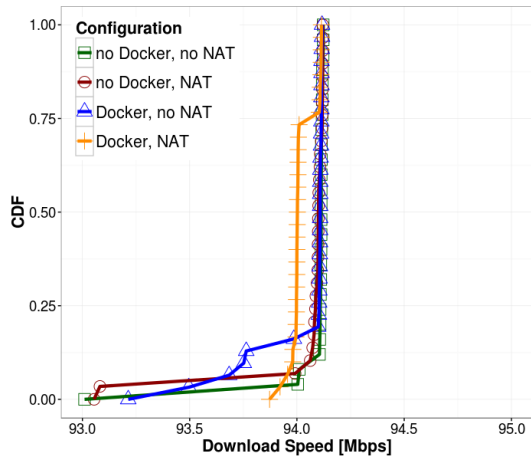 Configuration
no Docker, no NAT
no Docker, NAT
Docker, no NAT
Docker, NAT
CDF
1.00
0.75
0.50
0.25
0.00
93.0 93.5 94.0 94.5 95.0
Download Speed [Mbps]